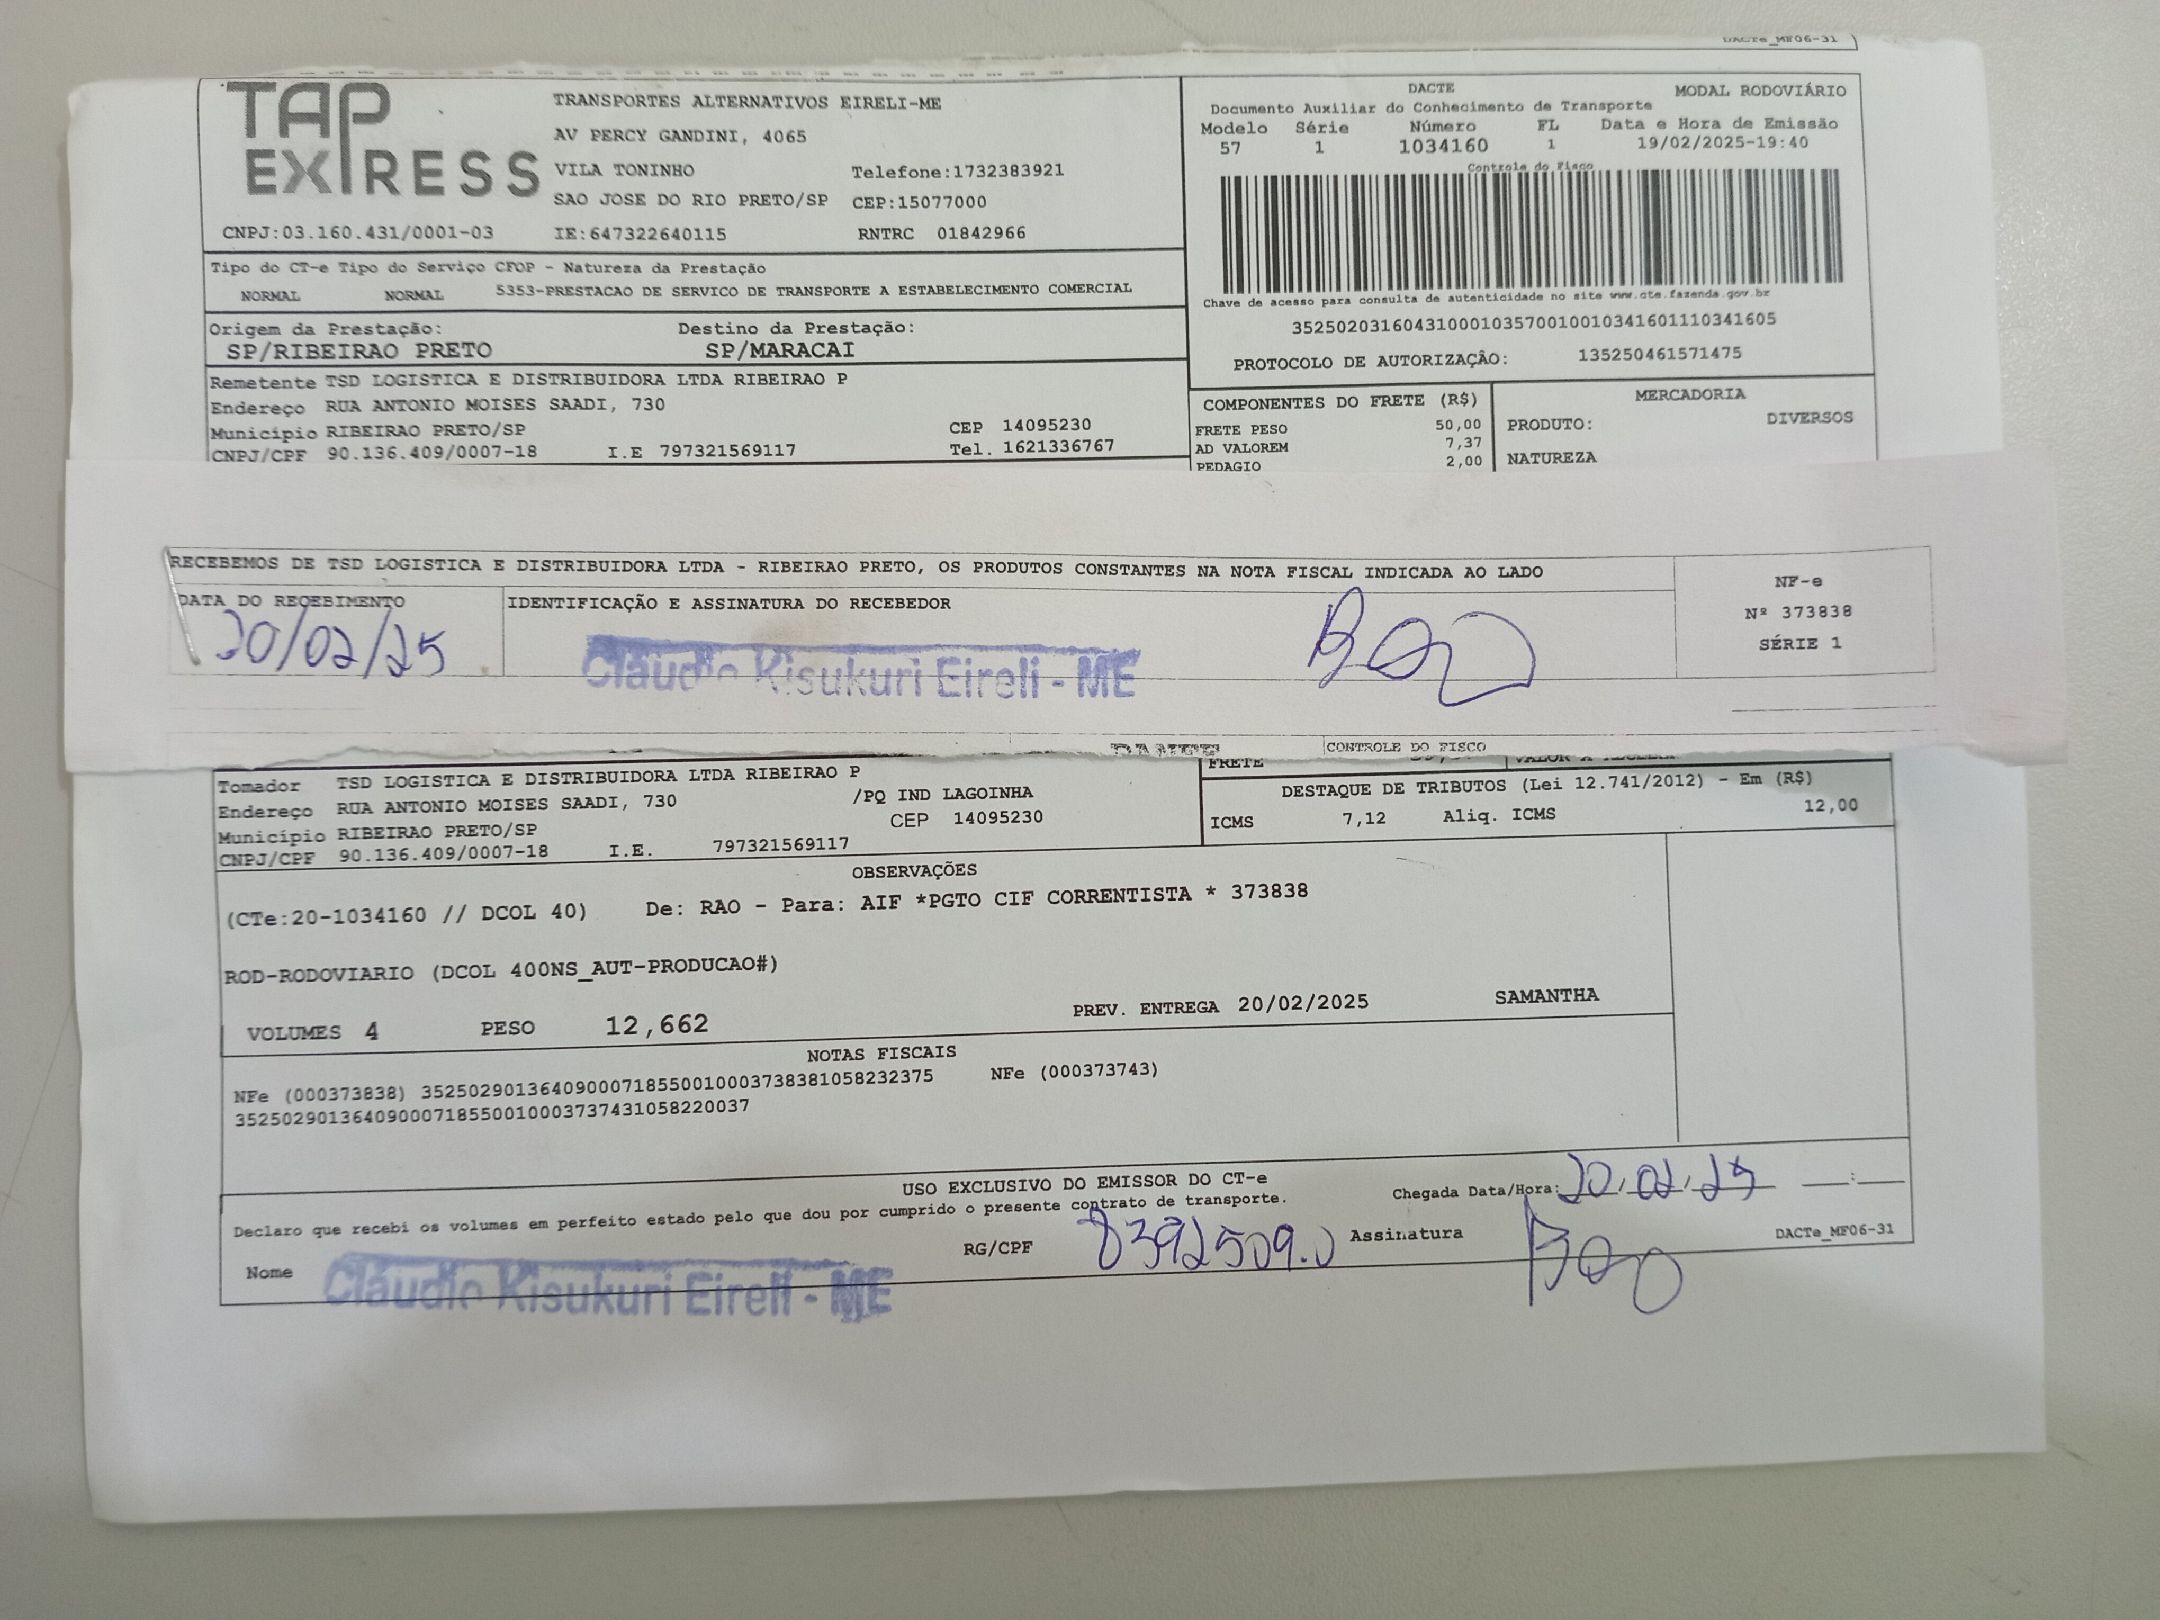 DACTe_MF06-31
TAP EXPRESS
TRANSPORTES ALTERNATIVOS EIRELI-ME
AV PERCY GANDINI, 4065
VILA TONINHO Telefone:1732383921
SAO JOSE DO RIO PRETO/SP CEP:15077000
CNPJ:03.160.431/0001-03 IE:647322640115 RNTRC 01842966
DACTE MODAL RODOVIÁRIO
Documento Auxiliar do Conhecimento de Transporte
Modelo Série Número FL Data e Hora de Emissão
57 1 1034160 1 19/02/2025-19:40
Controle do Fisco
Chave de acesso para consulta de autenticidade no site www.cte.fazenda.gov.br
35250203160431000103570010010341601110341605
PROTOCOLO DE AUTORIZAÇÃO: 135250461571475
Tipo do CT-e Tipo do Serviço CFOP - Natureza da Prestação
NORMAL NORMAL 5353-PRESTACAO DE SERVICO DE TRANSPORTE A ESTABELECIMENTO COMERCIAL
Origem da Prestação: Destino da Prestação:
SP/RIBEIRAO PRETO SP/MARACAI
Remetente TSD LOGISTICA E DISTRIBUIDORA LTDA RIBEIRAO P
Endereço RUA ANTONIO MOISES SAADI, 730
Município RIBEIRAO PRETO/SP CEP 14095230
CNPJ/CPF 90.136.409/0007-18 I.E 797321569117 Tel. 1621336767
COMPONENTES DO FRETE (R$)
FRETE PESO 50,00
AD VALOREM 7,37
PEDAGIO 2,00
MERCADORIA
PRODUTO: DIVERSOS
NATUREZA
RECEBEMOS DE TSD LOGISTICA E DISTRIBUIDORA LTDA - RIBEIRAO PRETO, OS PRODUTOS CONSTANTES NA NOTA FISCAL INDICADA AO LADO
DATA DO RECEBIMENTO IDENTIFICAÇÃO E ASSINATURA DO RECEBEDOR
20/02/25 Claudio Kisukuri Eireli - ME
NF-e
Nº 373838
SÉRIE 1
DANFE CONTROLE DO FISCO
FRETE
Tomador TSD LOGISTICA E DISTRIBUIDORA LTDA RIBEIRAO P
Endereço RUA ANTONIO MOISES SAADI, 730 /PQ IND LAGOINHA
Município RIBEIRAO PRETO/SP CEP 14095230
CNPJ/CPF 90.136.409/0007-18 I.E. 797321569117
DESTAQUE DE TRIBUTOS (Lei 12.741/2012) - Em (R$)
ICMS 7,12 Aliq. ICMS 12,00
OBSERVAÇÕES
(CTe:20-1034160 // DCOL 40) De: RAO - Para: AIF *PGTO CIF CORRENTISTA * 373838
ROD-RODOVIARIO (DCOL 400NS_AUT-PRODUCAO#)
VOLUMES 4 PESO 12,662 PREV. ENTREGA 20/02/2025 SAMANTHA
NOTAS FISCAIS
NFe (000373838) 35250290136409000718550010003738381058232375 NFe (000373743)
35250290136409000718550010003737431058220037
USO EXCLUSIVO DO EMISSOR DO CT-e
Declaro que recebi os volumes em perfeito estado pelo que dou por cumprido o presente contrato de transporte.
Chegada Data/Hora: 20/02/25 __:__
Nome Claudio Kisukuri Eireli - ME RG/CPF 8392509.0 Assinatura
DACTe_MF06-31